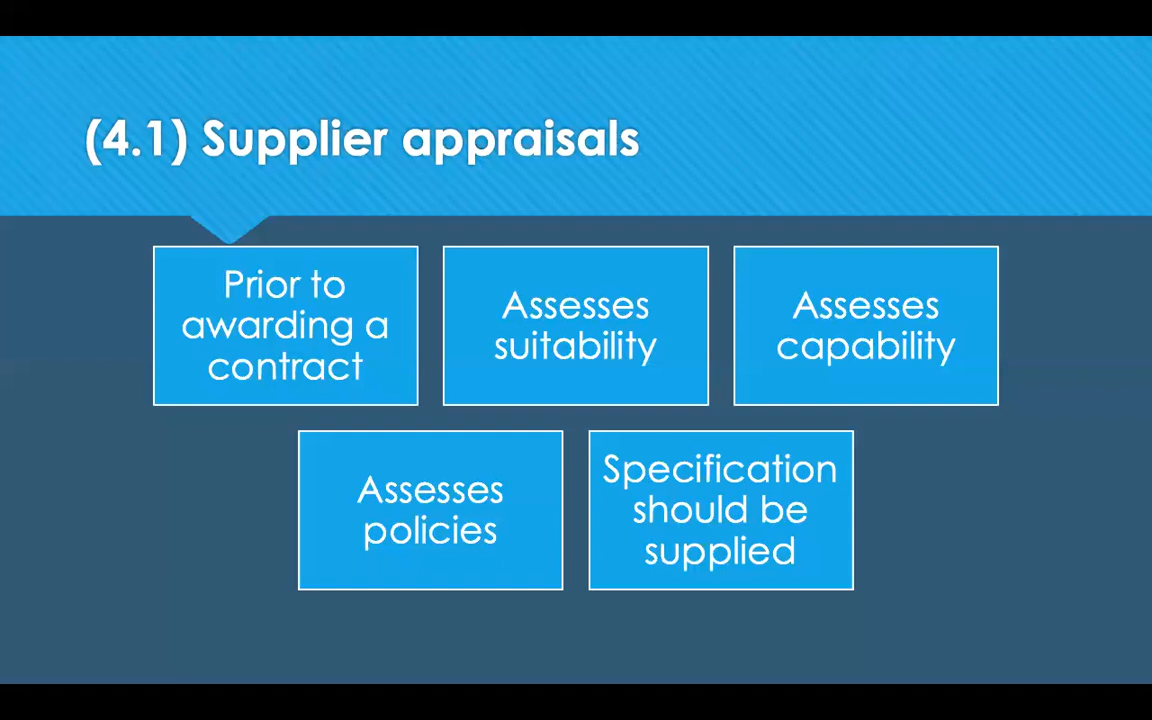 (4.1) Supplier appraisals
Prior to
awarding a
contract
Assesses
suitability
Assesses
capability
Assesses
policies
Specification
should be
supplied